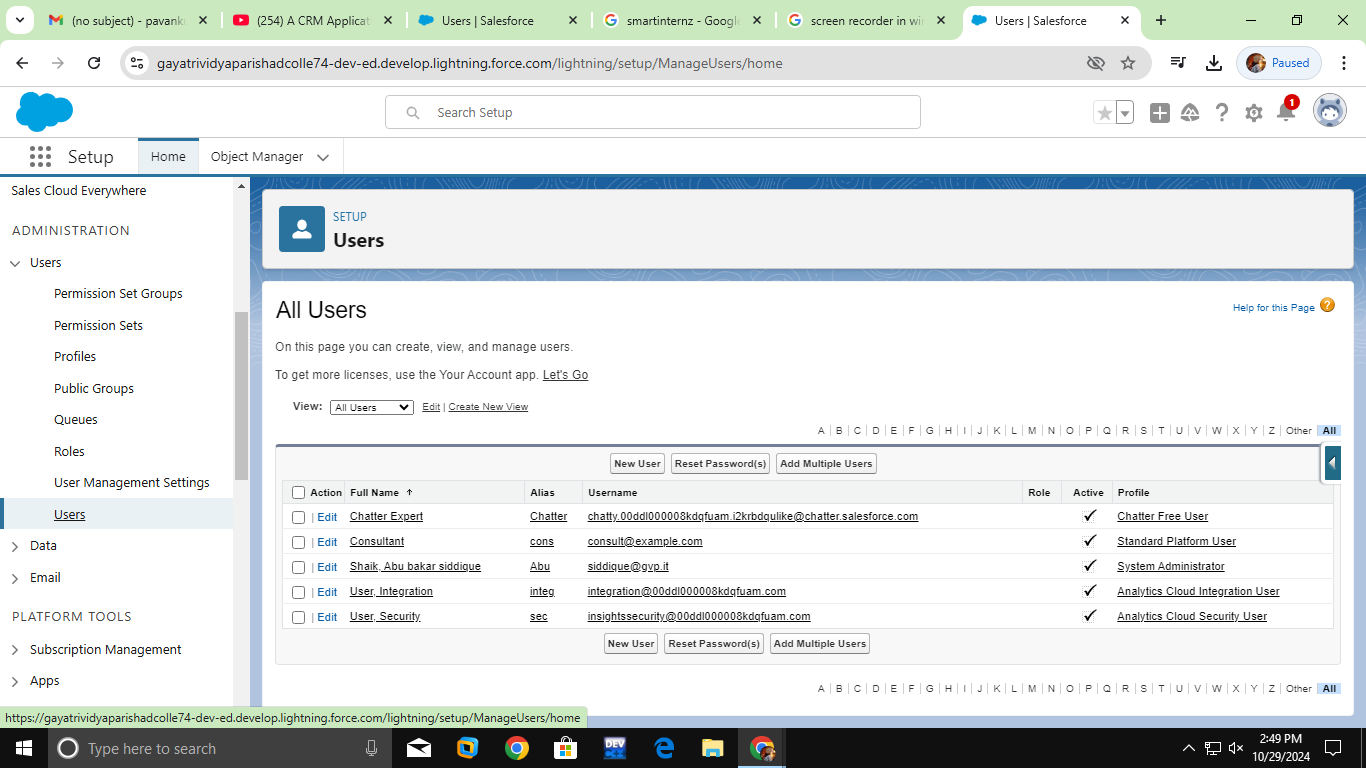 (no subject) - pavank
(254) A CRM Applicat
Users | Salesforce
smartinternz - Google
screen recorder in wi
Users | Salesforce
gayatrividyaparishadcolle74-dev-ed.develop.lightning.force.com/lightning/setup/ManageUsers/home
Paused
Search Setup
1
Setup
Home
Object Manager
Sales Cloud Everywhere
ADMINISTRATION
Users
Permission Set Groups
Permission Sets
Profiles
Public Groups
Queues
Roles
User Management Settings
Users
Data
Email
PLATFORM TOOLS
Subscription Management
Apps
SETUP
Users
All Users
Help for this Page ?
On this page you can create, view, and manage users.
To get more licenses, use the Your Account app. Let's Go
View: All Users Edit | Create New View
A | B | C | D | E | F | G | H | I | J | K | L | M | N | O | P | Q | R | S | T | U | V | W | X | Y | Z | Other All
New User Reset Password(s) Add Multiple Users
Action Full Name ↑ Alias Username Role Active Profile
| Edit Chatter Expert Chatter chatty.00ddl000008kdqfuam.i2krbdqulike@chatter.salesforce.com ✓ Chatter Free User
| Edit Consultant cons consult@example.com ✓ Standard Platform User
| Edit Shaik, Abu bakar siddique Abu siddique@gvp.it ✓ System Administrator
| Edit User, Integration integ integration@00ddl000008kdqfuam.com ✓ Analytics Cloud Integration User
| Edit User, Security sec insightssecurity@00ddl000008kdqfuam.com ✓ Analytics Cloud Security User
New User Reset Password(s) Add Multiple Users
A | B | C | D | E | F | G | H | I | J | K | L | M | N | O | P | Q | R | S | T | U | V | W | X | Y | Z | Other All
https://gayatrividyaparishadcolle74-dev-ed.develop.lightning.force.com/lightning/setup/ManageUsers/home
Type here to search
DEV
2:49 PM
10/29/2024